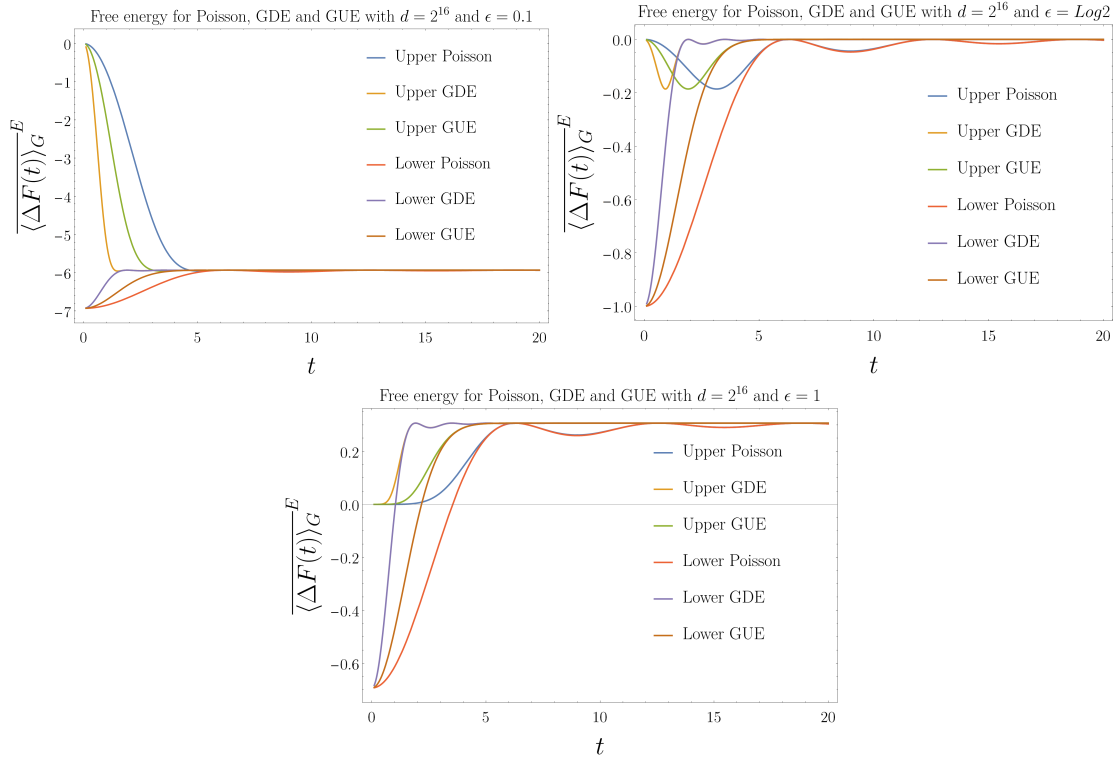 Free energy for Poisson, GDE and GUE with d = 2^16 and ϵ = 0.1
0
−1
−2
−3
−4
−5
−6
−7
⟨ΔF(t)⟩_G^E
Upper Poisson
Upper GDE
Upper GUE
Lower Poisson
Lower GDE
Lower GUE
0 5 10 15 20
t
Free energy for Poisson, GDE and GUE with d = 2^16 and ϵ = Log2
0.0
−0.2
−0.4
−0.6
−0.8
−1.0
⟨ΔF(t)⟩_G^E
Upper Poisson
Upper GDE
Upper GUE
Lower Poisson
Lower GDE
Lower GUE
0 5 10 15 20
t
Free energy for Poisson, GDE and GUE with d = 2^16 and ϵ = 1
0.2
0.0
−0.2
−0.4
−0.6
⟨ΔF(t)⟩_G^E
Upper Poisson
Upper GDE
Upper GUE
Lower Poisson
Lower GDE
Lower GUE
0 5 10 15 20
t